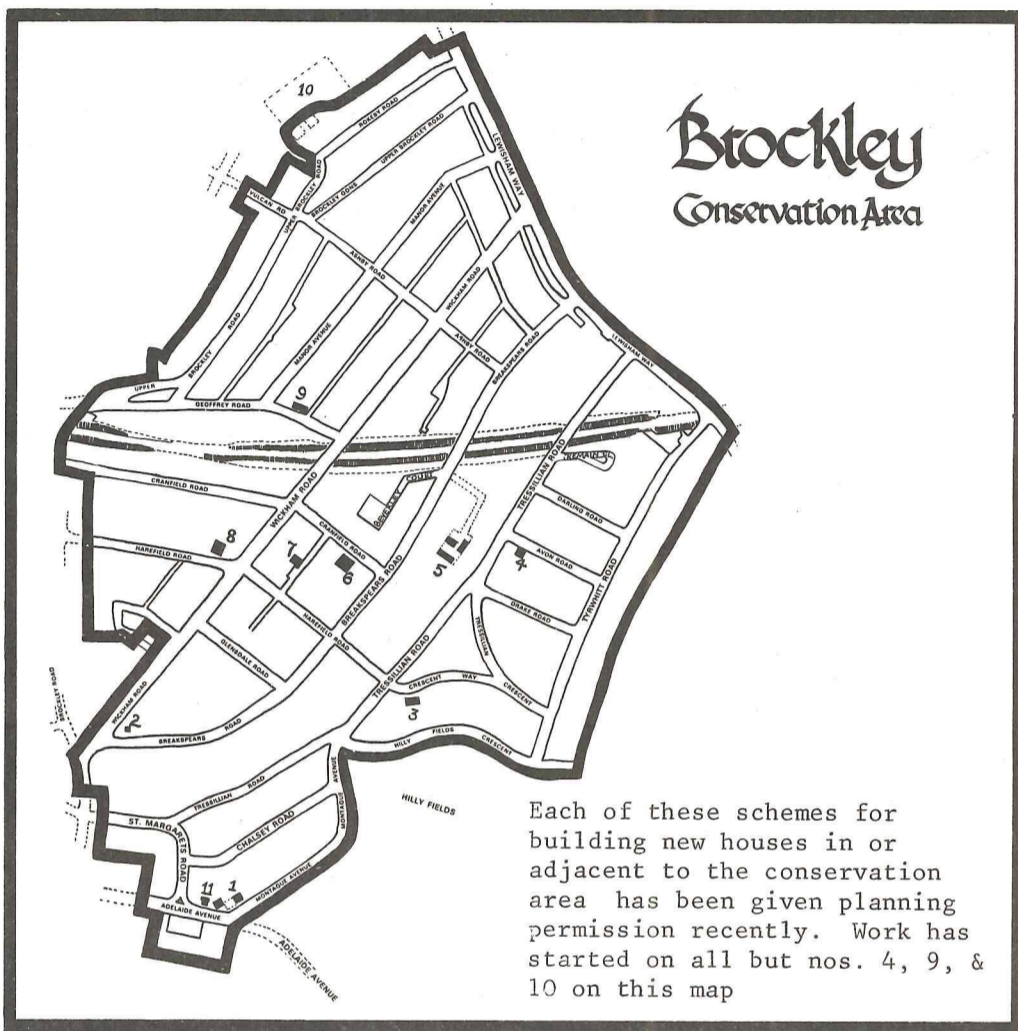 Brockley
Conservation Area
10
ROKEBY ROAD
UPPER BROCKLEY ROAD
LEWISHAM WAY
UPPER BROCKLEY ROAD
BROCKLEY GDNS
VULCAN RD
MANOR AVENUE
ASHBY ROAD
WICKHAM ROAD
ASHBY ROAD
BREAKSPEARS ROAD
LEWISHAM WAY
MANOR AVENUE
UPPER BROCKLEY ROAD
9
GEOFFREY ROAD
TRESSILLIAN ROAD
CRANFIELD ROAD
WICKHAM ROAD
BEVERLEY COURT
DARLING ROAD
CRANFIELD ROAD
8
HAREFIELD ROAD
7
6
5
4
AVON ROAD
TYRWHITT ROAD
BREAKSPEARS ROAD
DRAKE ROAD
HAREFIELD ROAD
TRESSILLIAN CRESCENT
GLENSDALE ROAD
TRESSILLIAN ROAD
CRESCENT WAY
3
WICKHAM ROAD
BROCKLEY ROAD
2
BREAKSPEARS ROAD
HILLY FIELDS CRESCENT
TRESSILLIAN ROAD
MONTAGUE AVENUE
HILLY FIELDS
ST. MARGARETS ROAD
CHALSEY ROAD
11
1
MONTAGUE AVENUE
ADELAIDE AVENUE
ADELAIDE AVENUE
Each of these schemes for
building new houses in or
adjacent to the conservation
area has been given planning
permission recently. Work has
started on all but nos. 4, 9, &
10 on this map